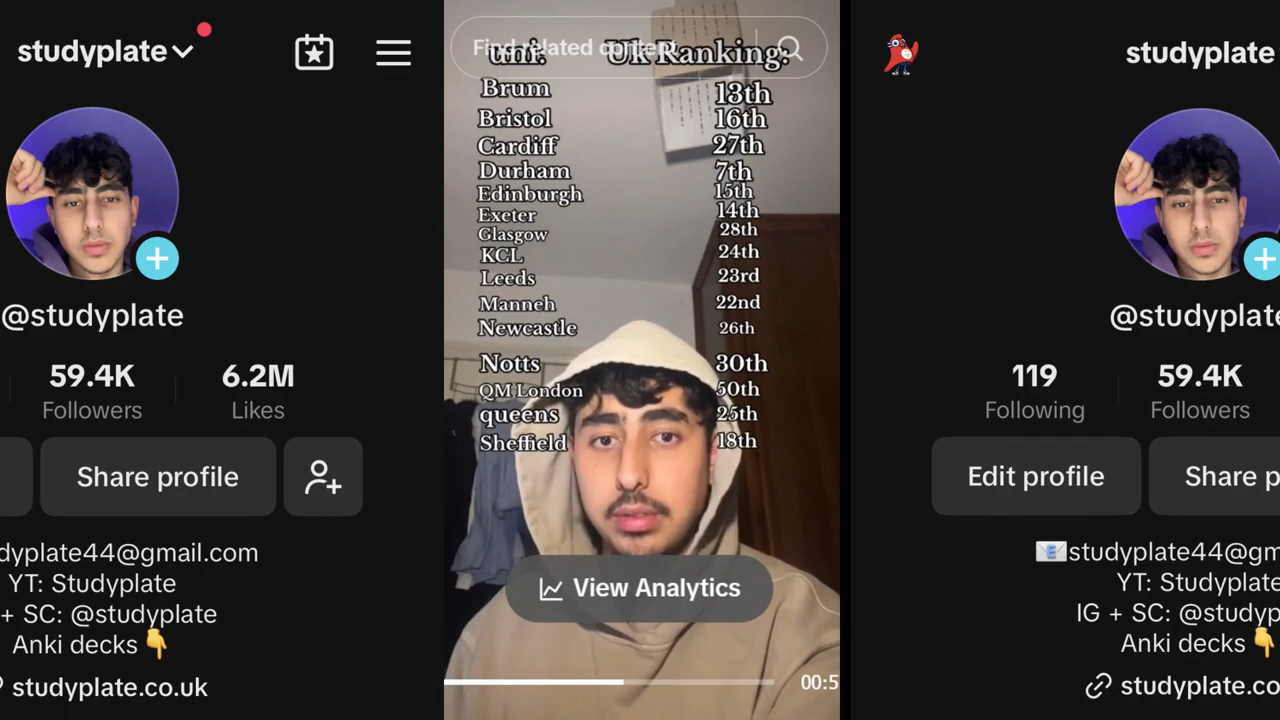 studyplate
@studyplate
59.4K
Followers
6.2M
Likes
Share profile
dyplate44@gmail.com
YT: Studyplate
+ SC: @studyplate
Anki decks👇
studyplate.co.uk
Find related content
uni: Uk Ranking:
Brum 13th
Bristol 16th
Cardiff 27th
Durham 7th
Edinburgh 15th
Exeter 14th
Glasgow 28th
KCL 24th
Leeds 23rd
Manneh 22nd
Newcastle 26th
Notts 30th
QM London 50th
queens 25th
Sheffield 18th
View Analytics
00:5
studyplate
@studyplate
119
Following
59.4K
Followers
Edit profile
Share p
📧studyplate44@gm
YT: Studyplate
IG + SC: @studyp
Anki decks👇
studyplate.co